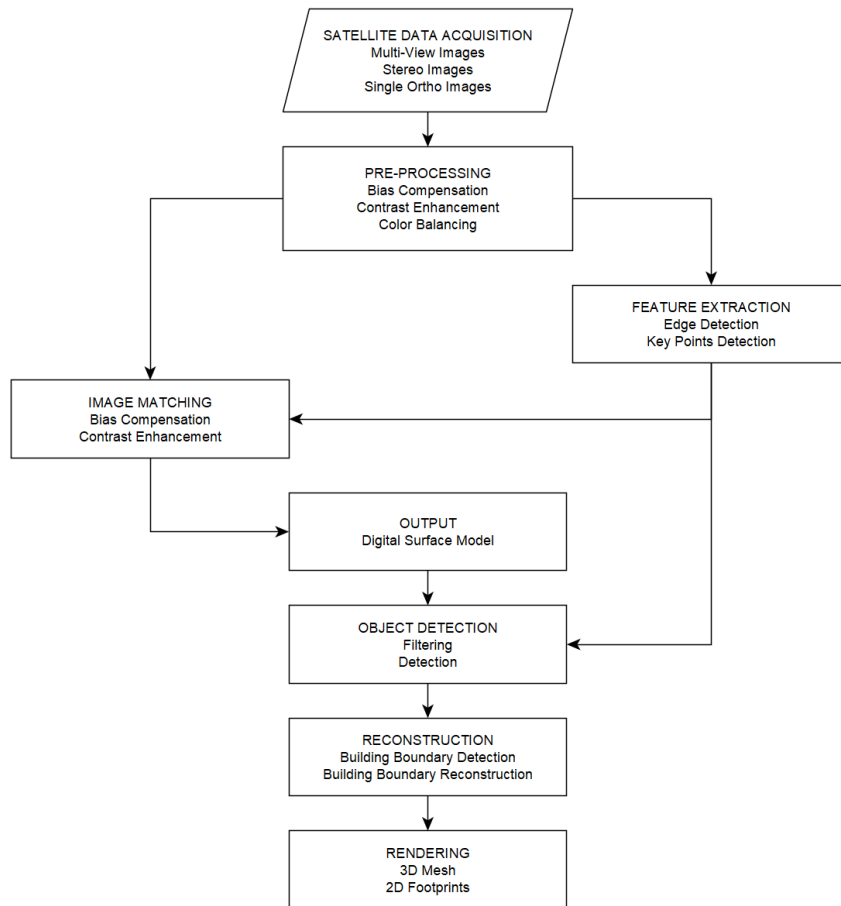 SATELLITE DATA ACQUISITION
Multi-View Images
Stereo Images
Single Ortho Images
PRE-PROCESSING
Bias Compensation
Contrast Enhancement
Color Balancing
FEATURE EXTRACTION
Edge Detection
Key Points Detection
IMAGE MATCHING
Bias Compensation
Contrast Enhancement
OUTPUT
Digital Surface Model
OBJECT DETECTION
Filtering
Detection
RECONSTRUCTION
Building Boundary Detection
Building Boundary Reconstruction
RENDERING
3D Mesh
2D Footprints